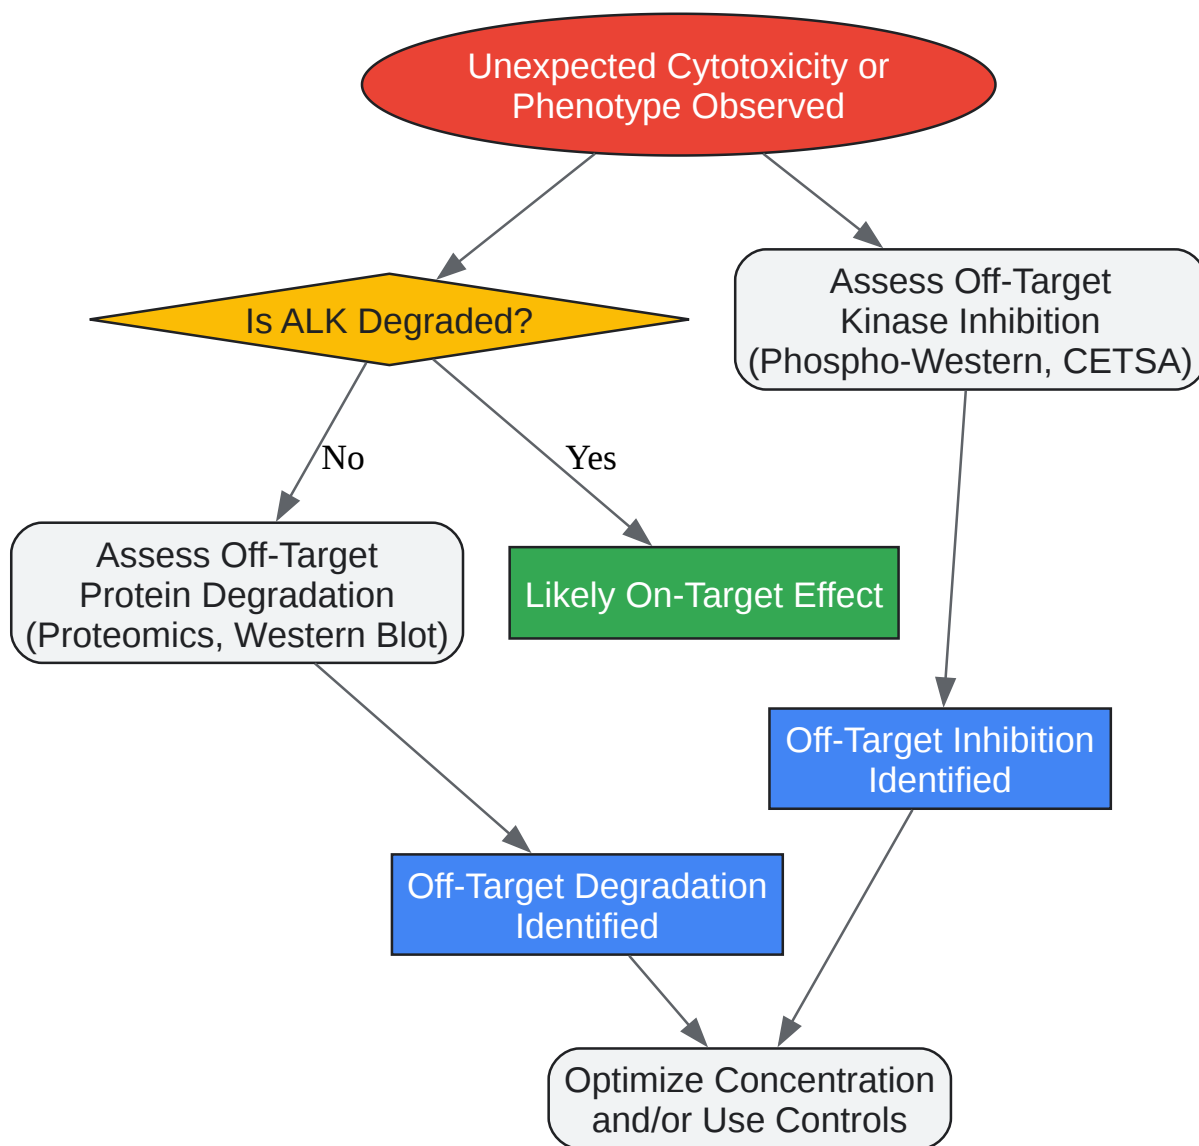 Unexpected Cytotoxicity or
Phenotype Observed
Is ALK Degraded?
Assess Off-Target
Kinase Inhibition
(Phospho-Western, CETSA)
No
Yes
Assess Off-Target
Protein Degradation
(Proteomics, Western Blot)
Likely On-Target Effect
Off-Target Inhibition
Identified
Off-Target Degradation
Identified
Optimize Concentration
and/or Use Controls